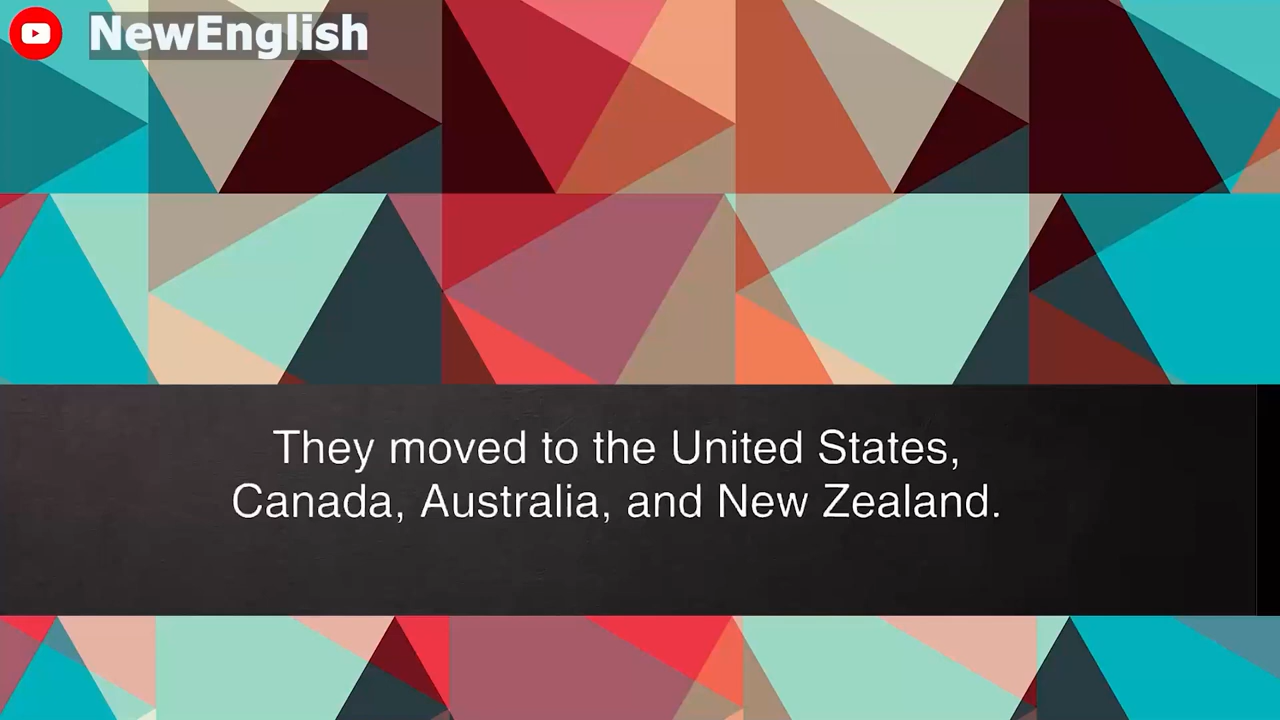 NewEnglish
They moved to the United States,
Canada, Australia, and New Zealand.